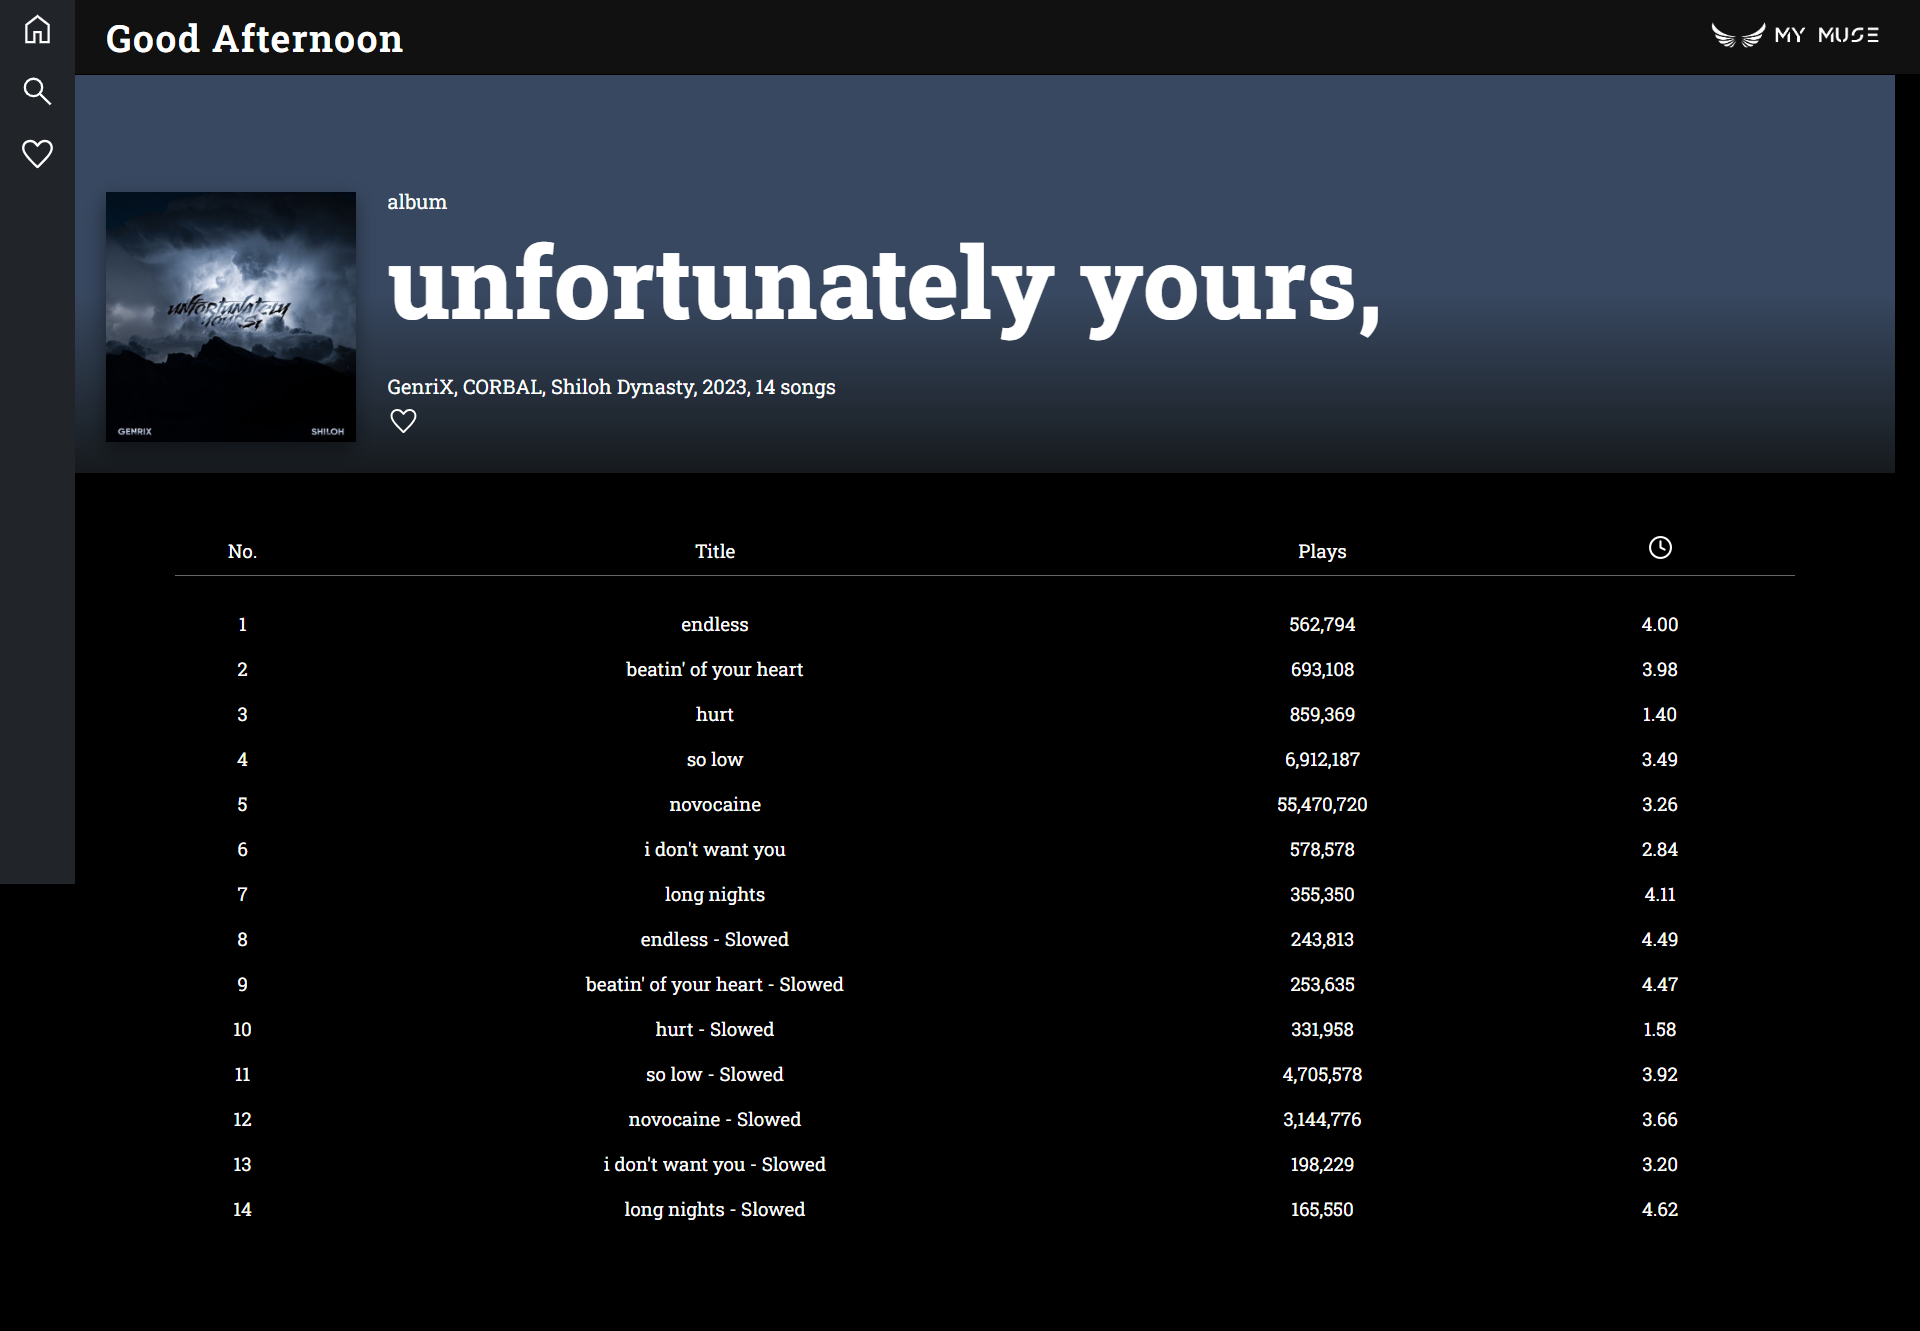 Good Afternoon
MY MUSE
album
unfortunately yours,
unfortunately
yours,
GenriX, CORBAL, Shiloh Dynasty, 2023, 14 songs
GENRIX SHILOH
No. Title Plays
1 endless 562,794 4.00
2 beatin' of your heart 693,108 3.98
3 hurt 859,369 1.40
4 so low 6,912,187 3.49
5 novocaine 55,470,720 3.26
6 i don't want you 578,578 2.84
7 long nights 355,350 4.11
8 endless - Slowed 243,813 4.49
9 beatin' of your heart - Slowed 253,635 4.47
10 hurt - Slowed 331,958 1.58
11 so low - Slowed 4,705,578 3.92
12 novocaine - Slowed 3,144,776 3.66
13 i don't want you - Slowed 198,229 3.20
14 long nights - Slowed 165,550 4.62